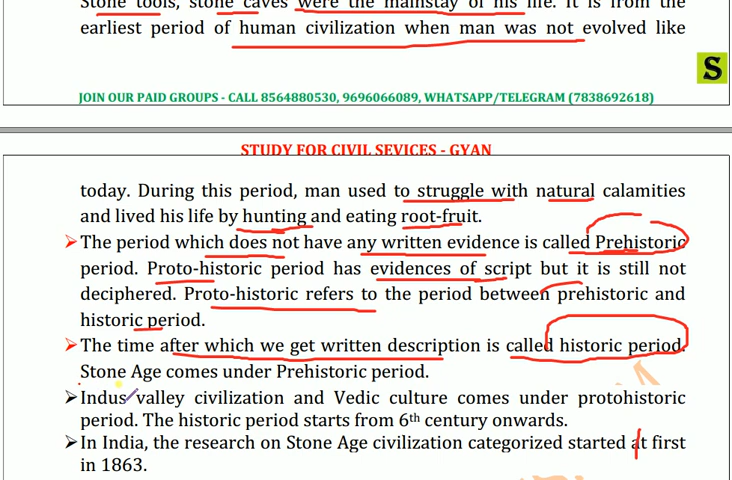 Stone tools, stone caves were the mainstay of his life. It is from the
earliest period of human civilization when man was not evolved like
S
JOIN OUR PAID GROUPS - CALL 8564880530, 9696066089, WHATSAPP/TELEGRAM (7838692618)
STUDY FOR CIVIL SEVICES - GYAN
today. During this period, man used to struggle with natural calamities
and lived his life by hunting and eating root-fruit.
➤ The period which does not have any written evidence is called Prehistoric
period. Proto-historic period has evidences of script but it is still not
deciphered. Proto-historic refers to the period between prehistoric and
historic period.
➤ The time after which we get written description is called historic period.
Stone Age comes under Prehistoric period.
➤ Indus valley civilization and Vedic culture comes under protohistoric
period. The historic period starts from 6th century onwards.
➤ In India, the research on Stone Age civilization categorized started at first
in 1863.